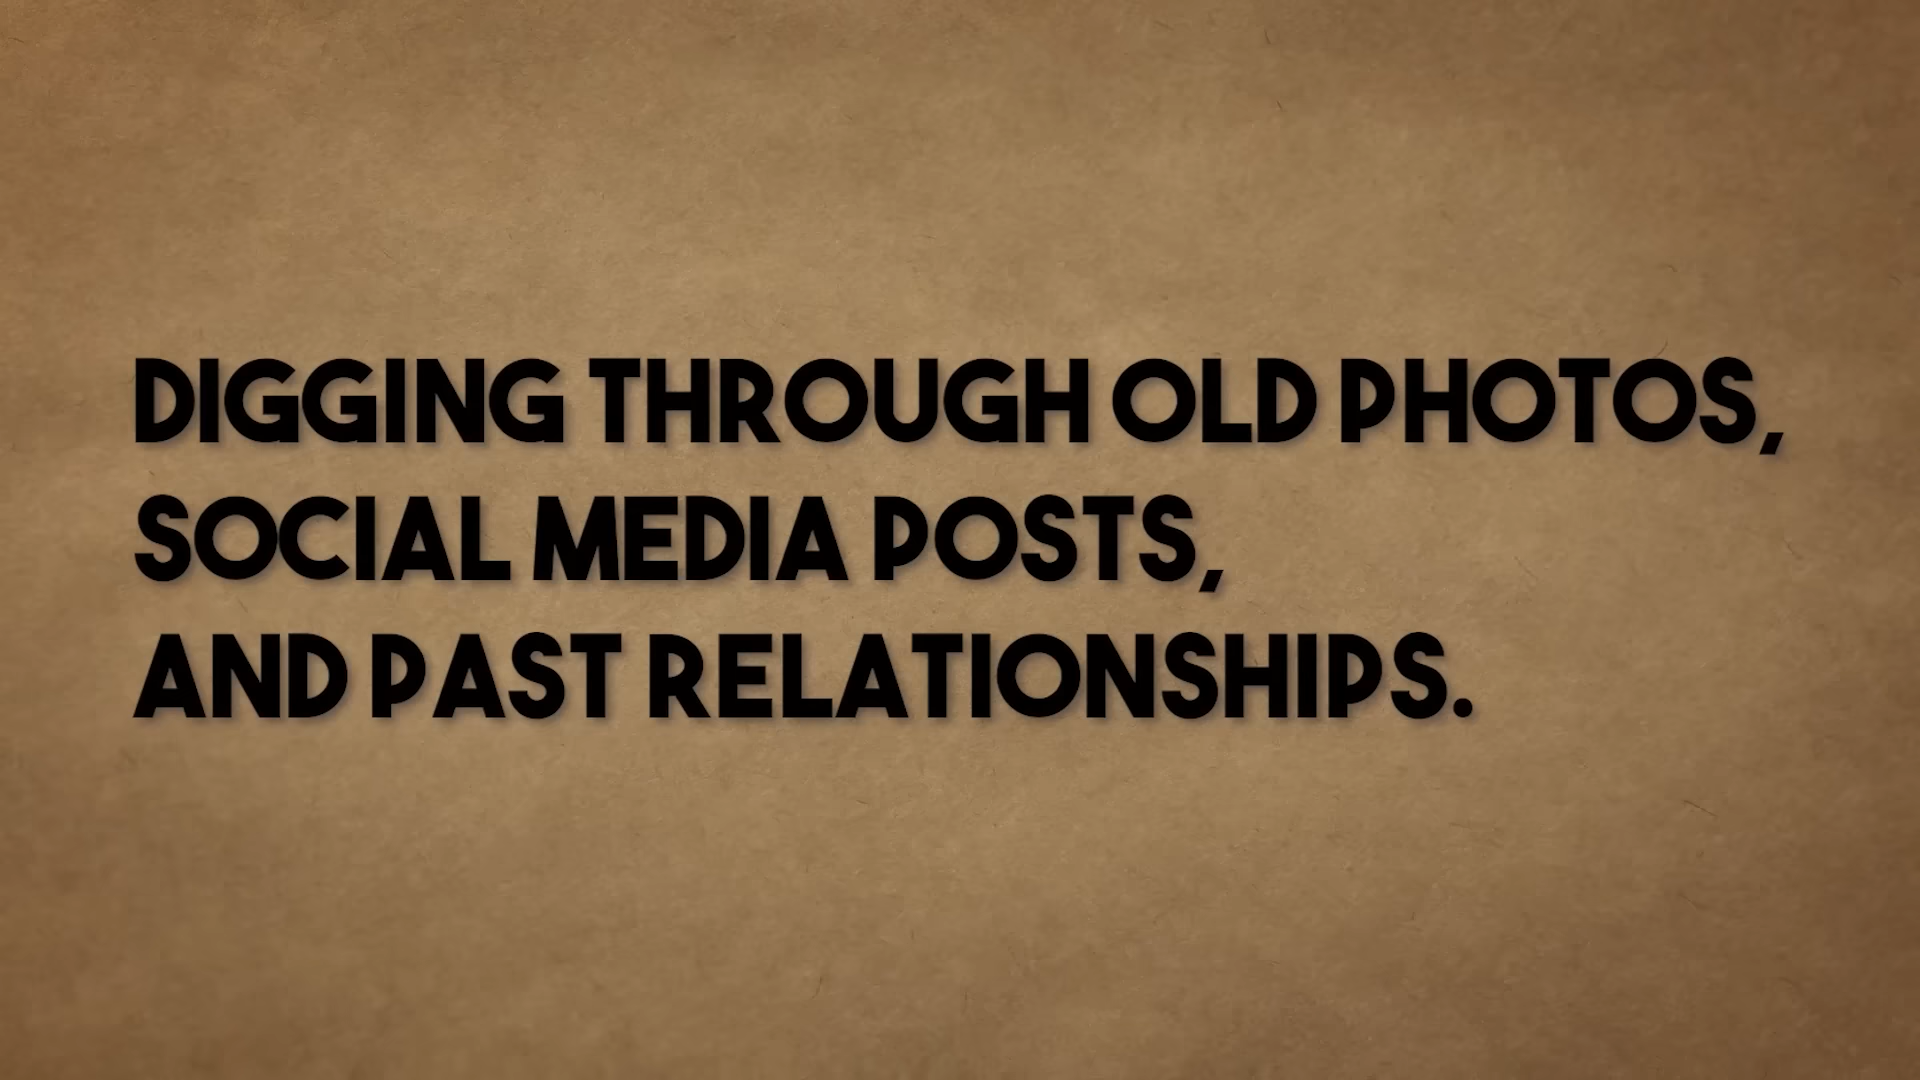 DIGGING THROUGH OLD PHOTOS,
SOCIAL MEDIA POSTS,
AND PAST RELATIONSHIPS.